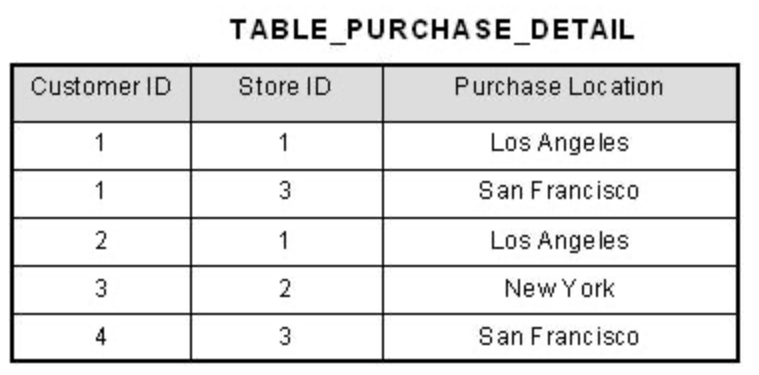 TABLE_PURCHASE_DETAIL
Customer ID Store ID Purchase Location
1 1 Los Angeles
1 3 San Francisco
2 1 Los Angeles
3 2 New York
4 3 San Francisco